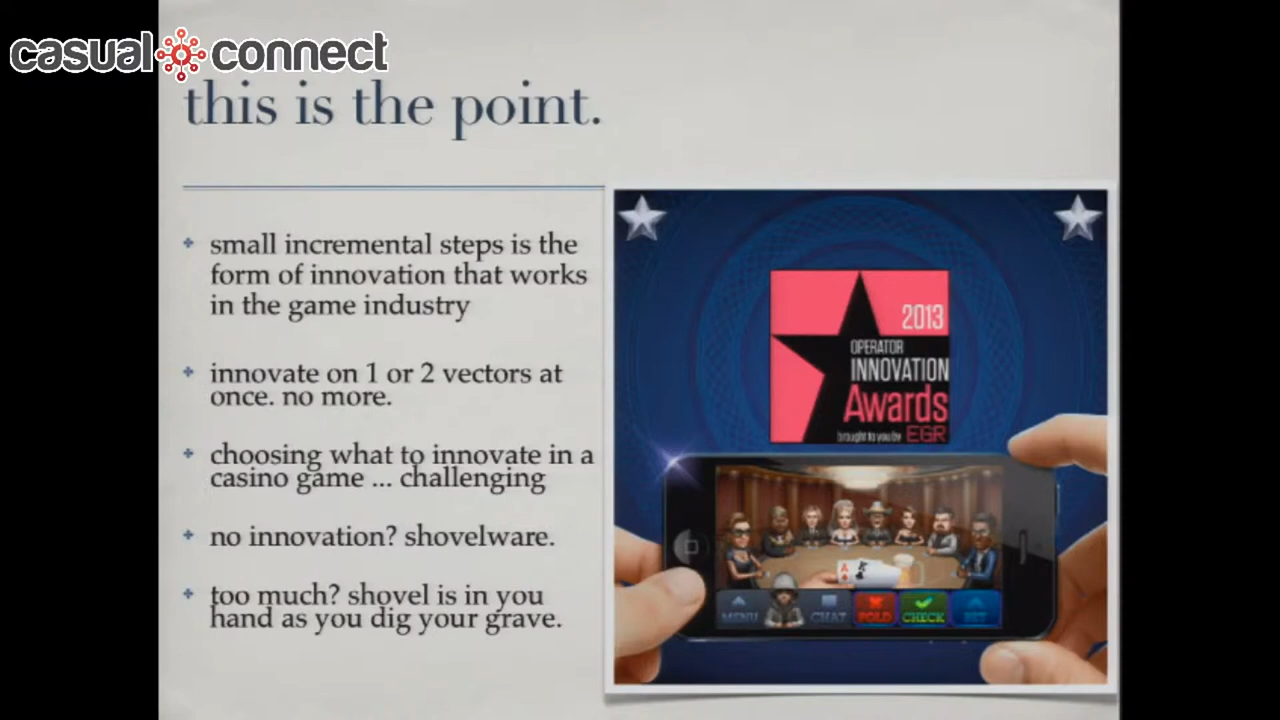 casual connect
this is the point.
small incremental steps is the
form of innovation that works
in the game industry
innovate on 1 or 2 vectors at
once. no more.
choosing what to innovate in a
casino game ... challenging
no innovation? shovelware.
too much? shovel is in you
hand as you dig your grave.
2013
OPERATOR
INNOVATION
Awards
brought to you by EGR
A K
MENU CHAT FOLD CHECK BET